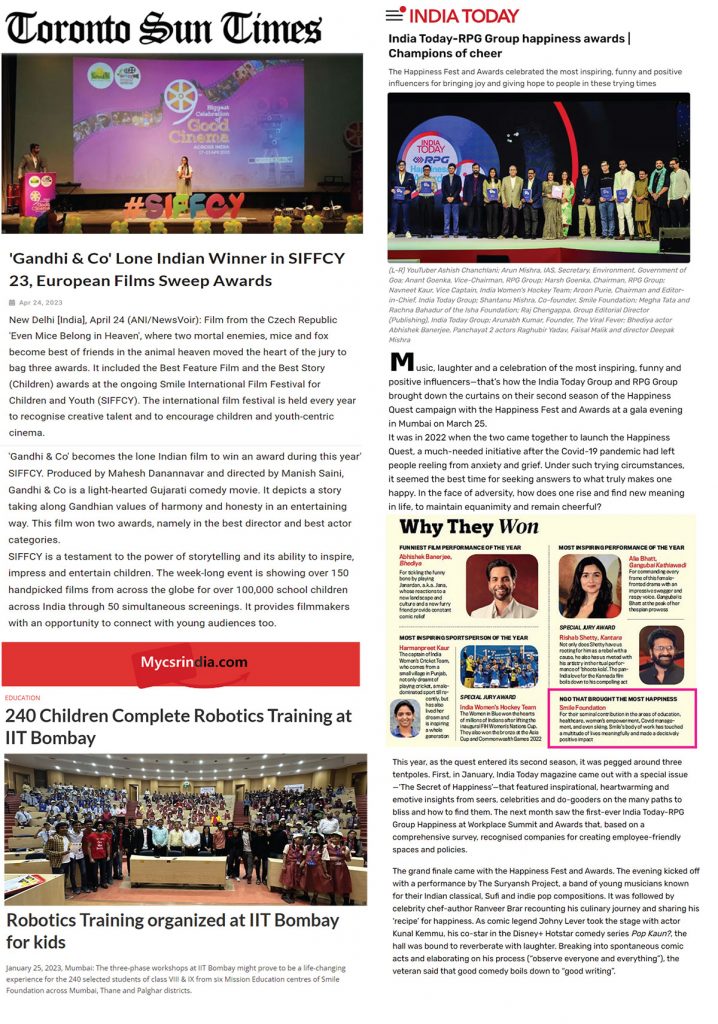 Toronto Sun Times
9
Biggest
Celebration of
Good
Cinema
ACROSS INDIA
#SIFFCY
'Gandhi & Co' Lone Indian Winner in SIFFCY
23, European Films Sweep Awards
Apr 24, 2023
New Delhi [India], April 24 (ANI/NewsVoir): Film from the Czech Republic
'Even Mice Belong in Heaven', where two mortal enemies, mice and fox
become best of friends in the animal heaven moved the heart of the jury to
bag three awards. It included the Best Feature Film and the Best Story
(Children) awards at the ongoing Smile International Film Festival for
Children and Youth (SIFFCY). The international film festival is held every year
to recognise creative talent and to encourage children and youth-centric
cinema.
'Gandhi & Co' becomes the lone Indian film to win an award during this year'
SIFFCY. Produced by Mahesh Danannavar and directed by Manish Saini,
Gandhi & Co is a light-hearted Gujarati comedy movie. It depicts a story
taking along Gandhian values of harmony and honesty in an entertaining
way. This film won two awards, namely in the best director and best actor
categories.
SIFFCY is a testament to the power of storytelling and its ability to inspire,
impress and entertain children. The week-long event is showing over 150
handpicked films from across the globe for over 100,000 school children
across India through 50 simultaneous screenings. It provides filmmakers
with an opportunity to connect with young audiences too.
Mycsrindia.com
EDUCATION
240 Children Complete Robotics Training at
IIT Bombay
Robotics Training organized at IIT Bombay
for kids
January 25, 2023, Mumbai: The three-phase workshops at IIT Bombay might prove to be a life-changing
experience for the 240 selected students of class VIII & IX from six Mission Education centres of Smile
Foundation across Mumbai, Thane and Palghar districts.
INDIA TODAY
India Today-RPG Group happiness awards |
Champions of cheer
The Happiness Fest and Awards celebrated the most inspiring, funny and positive
influencers for bringing joy and giving hope to people in these trying times
INDIA
TODAY
RPG
(L-R) YouTuber Ashish Chanchlani; Arun Mishra, IAS, Secretary, Environment, Government of
Goa; Anant Goenka, Vice-Chairman, RPG Group; Harsh Goenka, Chairman, RPG Group;
Navneet Kaur, Vice Captain, India Women's Hockey Team; Aroon Purie, Chairman and Editor-
in-Chief, India Today Group; Shantanu Mishra, Co-founder, Smile Foundation; Megha Tata and
Rachna Bahadur of the Isha Foundation; Raj Chengappa, Group Editorial Director
(Publishing), India Today Group; Arunabh Kumar, Founder, The Viral Fever; Bhediya actor
Abhishek Banerjee, Panchayat 2 actors Raghubir Yadav, Faisal Malik and director Deepak
Mishra
Music, laughter and a celebration of the most inspiring, funny and
positive influencers—that's how the India Today Group and RPG Group
brought down the curtains on their second season of the Happiness
Quest campaign with the Happiness Fest and Awards at a gala evening
in Mumbai on March 25.
It was in 2022 when the two came together to launch the Happiness
Quest, a much-needed initiative after the Covid-19 pandemic had left
people reeling from anxiety and grief. Under such trying circumstances,
it seemed the best time for seeking answers to what truly makes one
happy. In the face of adversity, how does one rise and find new meaning
in life, to maintain equanimity and remain cheerful?
Why They Won
FUNNIEST FILM PERFORMANCE OF THE YEAR
Abhishek Banerjee,
Bhediya
For tickling the funny
bone by playing
Janardan, a.k.a. Jana,
whose reactions to a
new landscape and
culture and a new furry
friend provide constant
comic relief
MOST INSPIRING SPORTSPERSON OF THE YEAR
Harmanpreet Kaur
The captain of India
Women's Cricket Team,
who comes from a
small village in Punjab,
not only dreams of
playing cricket, a male-
dominated sport till re-
cently, but
has also
lived her
dream and
is inspiring
a whole
generation
SPECIAL JURY AWARD
India Women's Hockey Team
The Women in Blue won the hearts
of millions of Indians after lifting the
inaugural FIH Women's Nations Cup.
They also won the bronze at the Asia
Cup and Commonwealth Games 2022
MOST INSPIRING PERFORMANCE OF THE YEAR
Alia Bhatt,
Gangubai Kathiawadi
For commanding every
frame of this female-
fronted drama with an
impressive swagger and
raspy voice. Gangubai is
Bhatt at the peak of her
thespian prowess
SPECIAL JURY AWARD
Rishab Shetty, Kantara
Not only does Shetty have us
rooting for him as a rebel with a
cause, he also has us riveted with
his artistry in the ritual perfor-
mance of 'bhoota kola'. The pan-
India love for the Kannada film
boils down to his compelling act
NGO THAT BROUGHT THE MOST HAPPINESS
Smile Foundation
For their seminal contribution in the areas of education,
healthcare, women's empowerment, Covid manage-
ment, and even skiing, Smile's body of work has touched
a multitude of lives meaningfully and made a decisively
positive impact
This year, as the quest entered its second season, it was pegged around three
tentpoles. First, in January, India Today magazine came out with a special issue
—'The Secret of Happiness'—that featured inspirational, heartwarming and
emotive insights from seers, celebrities and do-gooders on the many paths to
bliss and how to find them. The next month saw the first-ever India Today-RPG
Group Happiness at Workplace Summit and Awards that, based on a
comprehensive survey, recognised companies for creating employee-friendly
spaces and policies.
The grand finale came with the Happiness Fest and Awards. The evening kicked off
with a performance by The Suryansh Project, a band of young musicians known
for their Indian classical, Sufi and indie pop compositions. It was followed by
celebrity chef-author Ranveer Brar recounting his culinary journey and sharing his
'recipe' for happiness. As comic legend Johny Lever took the stage with actor
Kunal Kemmu, his co-star in the Disney+ Hotstar comedy series Pop Kaun?, the
hall was bound to reverberate with laughter. Breaking into spontaneous comic
acts and elaborating on his process ("observe everyone and everything"), the
veteran said that good comedy boils down to "good writing".